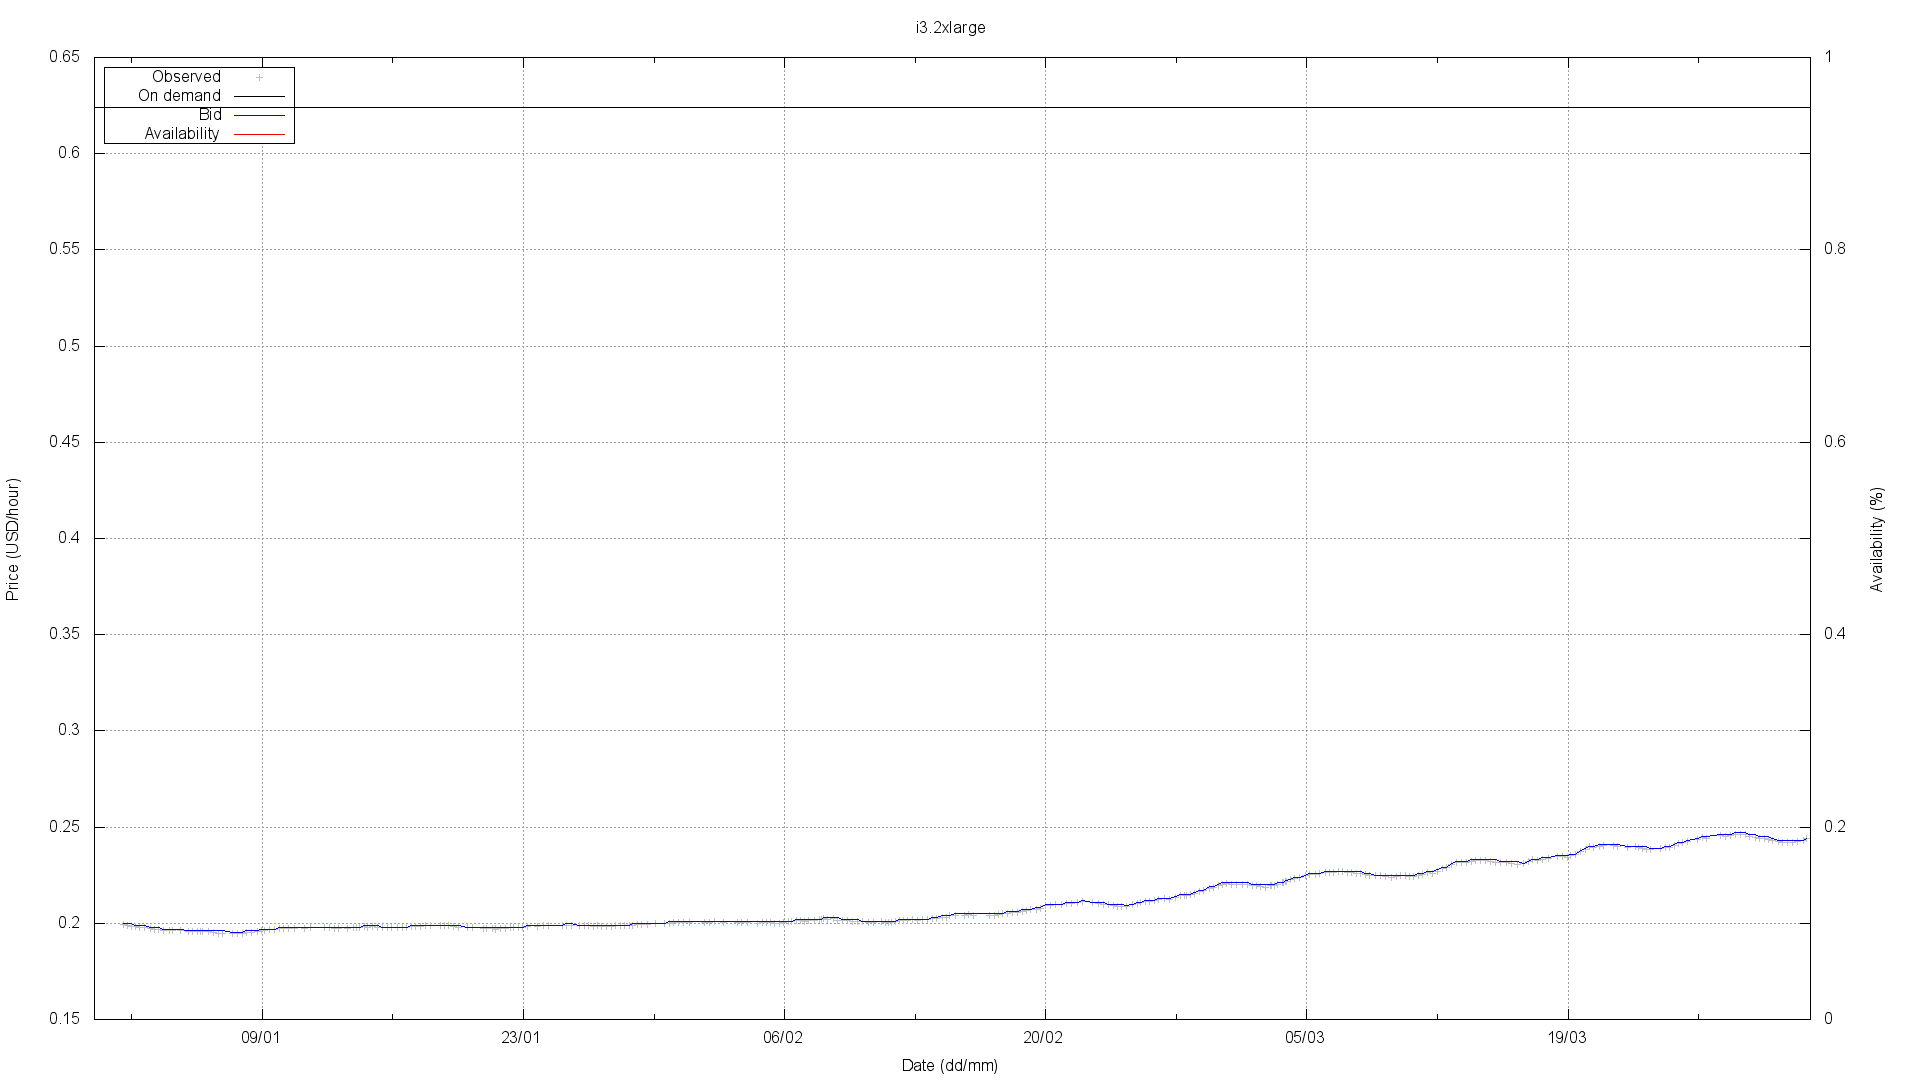 i3.2xlarge
0.65
0.6
0.55
0.5
0.45
0.4
0.35
0.3
0.25
0.2
0.15
1
0.8
0.6
0.4
0.2
0
Observed
On demand
Bid
Availability
Price (USD/hour)
Availability (%)
09/01
23/01
06/02
20/02
05/03
19/03
Date (dd/mm)